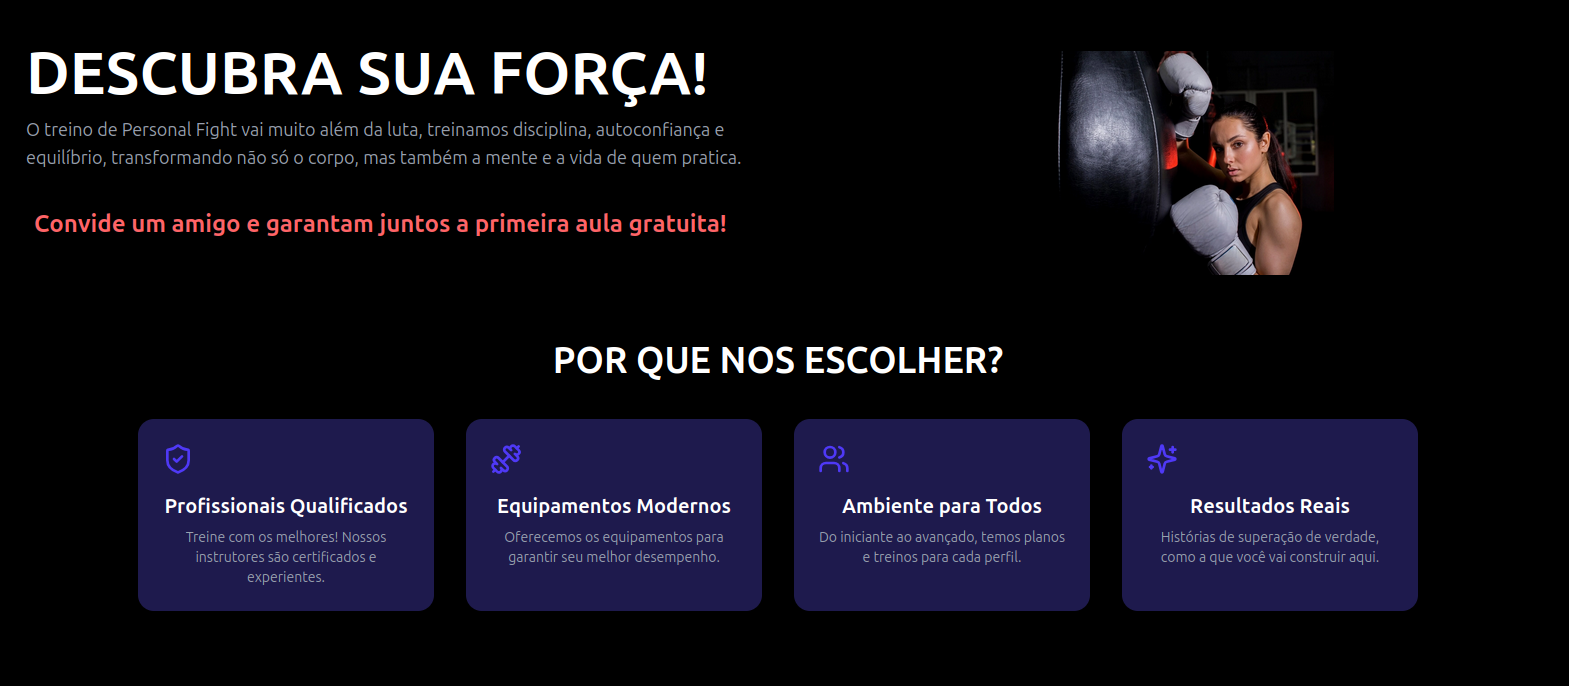 DESCUBRA SUA FORÇA!
O treino de Personal Fight vai muito além da luta, treinamos disciplina, autoconfiança e
equilíbrio, transformando não só o corpo, mas também a mente e a vida de quem pratica.
Convide um amigo e garantam juntos a primeira aula gratuita!
POR QUE NOS ESCOLHER?
Profissionais Qualificados
Treine com os melhores! Nossos
instrutores são certificados e
experientes.
Equipamentos Modernos
Oferecemos os equipamentos para
garantir seu melhor desempenho.
Ambiente para Todos
Do iniciante ao avançado, temos planos
e treinos para cada perfil.
Resultados Reais
Histórias de superação de verdade,
como a que você vai construir aqui.